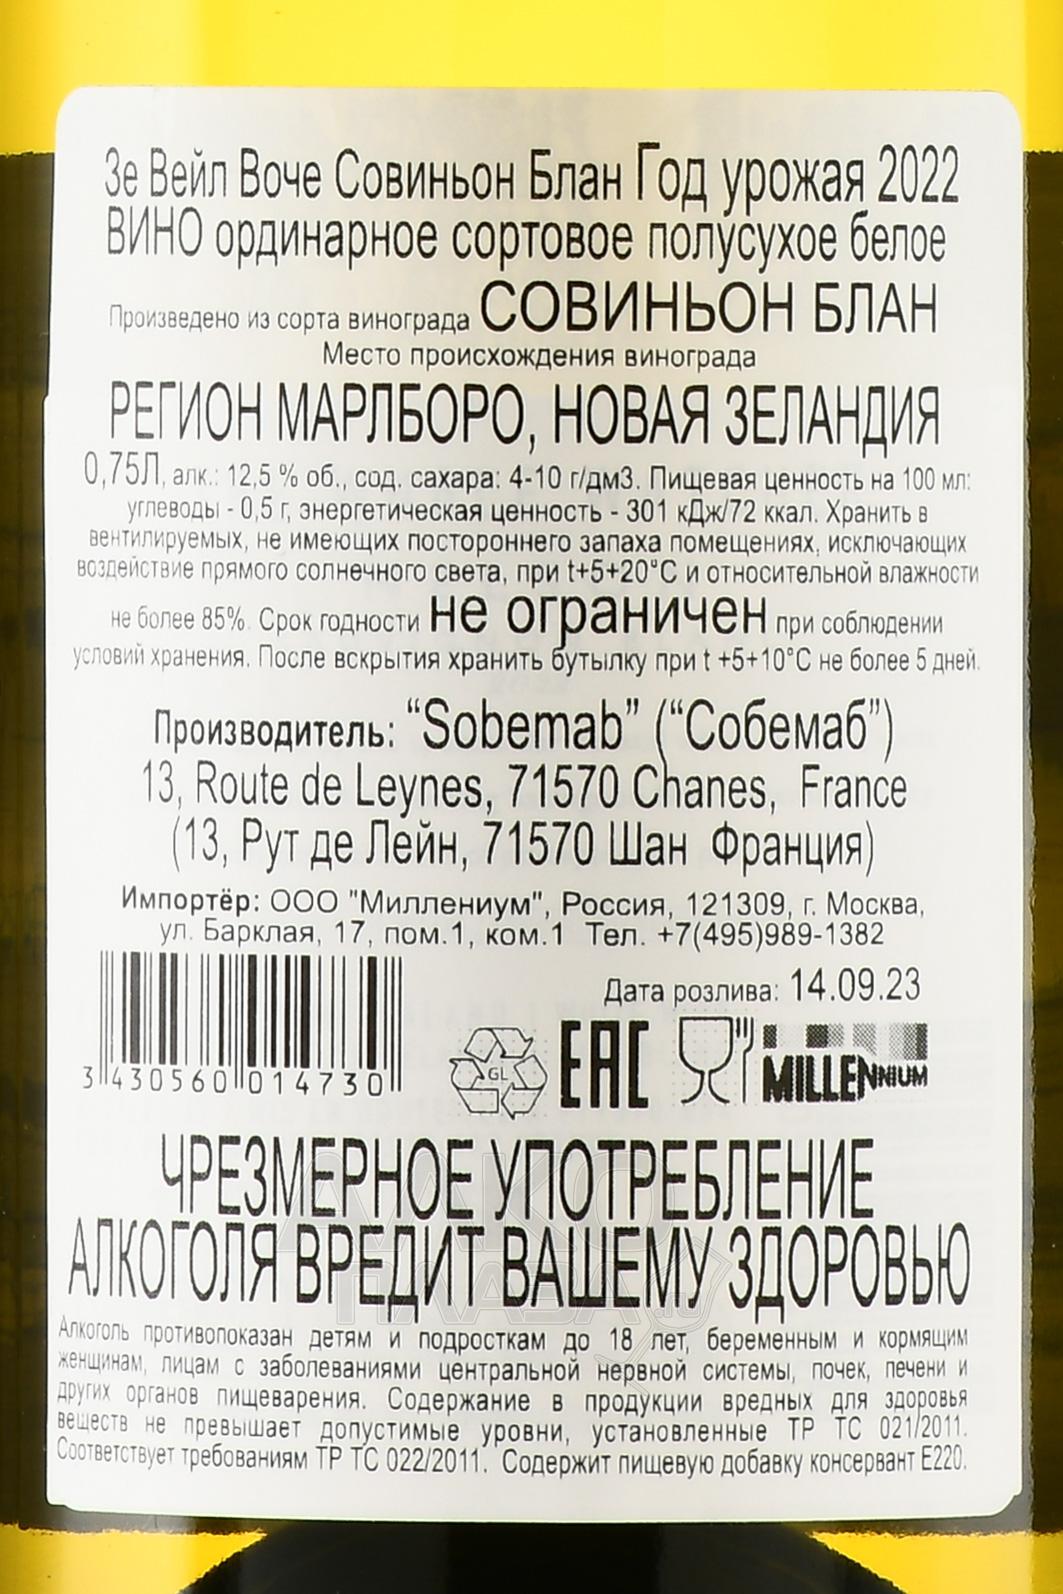 Зе Вейл Воче Совиньон Блан Год урожая 2022
ВИНО ординарное сортовое полусухое белое
Произведено из сорта винограда СОВИНЬОН БЛАН
Место происхождения винограда
РЕГИОН МАРЛБОРО, НОВАЯ ЗЕЛАНДИЯ
0,75Л, алк.: 12,5 % об., сод. сахара: 4-10 г/дм3. Пищевая ценность на 100 мл:
углеводы - 0,5 г, энергетическая ценность - 301 кДж/72 ккал. Хранить в
вентилируемых, не имеющих постороннего запаха помещениях, исключающих
воздействие прямого солнечного света, при t+5+20°C и относительной влажности
не более 85%. Срок годности не ограничен при соблюдении
условий хранения. После вскрытия хранить бутылку при t +5+10°C не более 5 дней.
Производитель: “Sobemab” (“Собемаб”)
13, Route de Leynes, 71570 Chanes, France
(13, Рут де Лейн, 71570 Шан Франция)
Импортёр: ООО "Миллениум", Россия, 121309, г. Москва,
ул. Барклая, 17, пом.1, ком.1 Тел. +7(495)989-1382
Дата розлива: 14.09.23
3 430560 014730
GL
EAC
MILLENNIUM
ЧРЕЗМЕРНОЕ УПОТРЕБЛЕНИЕ
АЛКОГОЛЯ ВРЕДИТ ВАШЕМУ ЗДОРОВЬЮ
Алкоголь противопоказан детям и подросткам до 18 лет, беременным и кормящим
женщинам, лицам с заболеваниями центральной нервной системы, почек, печени и
других органов пищеварения. Содержание в продукции вредных для здоровья
веществ не превышает допустимые уровни, установленные ТР ТС 021/2011.
Соответствует требованиям ТР ТС 022/2011. Содержит пищевую добавку консервант Е220.